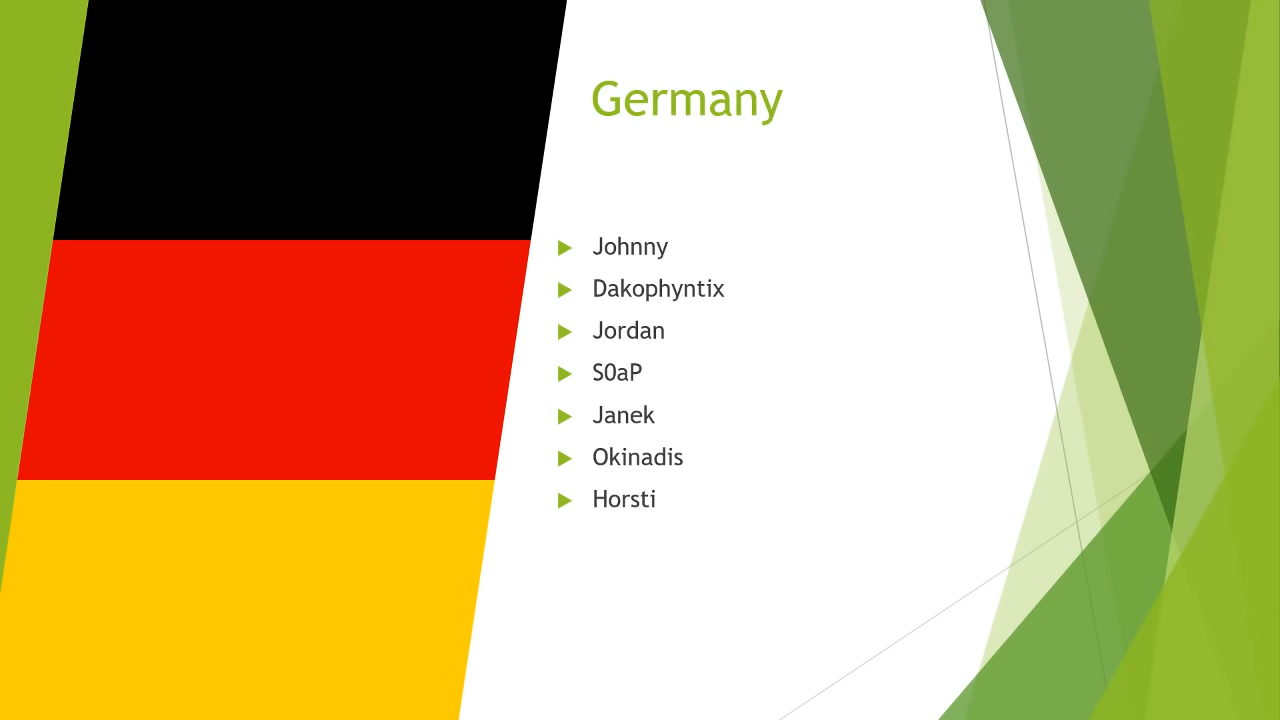 Germany
Johnny
Dakophyntix
Jordan
S0aP
Janek
Okinadis
Horsti